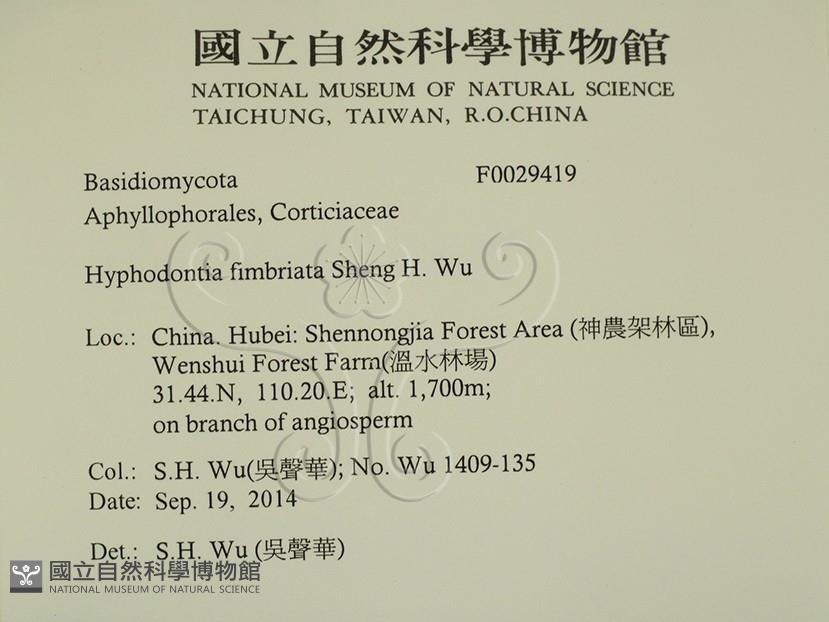 國立自然科學博物館
NATIONAL MUSEUM OF NATURAL SCIENCE
TAICHUNG, TAIWAN, R.O.CHINA
Basidiomycota F0029419
Aphyllophorales, Corticiaceae
Hyphodontia fimbriata Sheng H. Wu
Loc.: China. Hubei: Shennongjia Forest Area (神農架林區),
Wenshui Forest Farm(溫水林場)
31.44.N, 110.20.E; alt. 1,700m;
on branch of angiosperm
Col.: S.H. Wu(吳聲華); No. Wu 1409-135
Date: Sep. 19, 2014
Det.: S.H. Wu (吳聲華)
國立自然科學博物館
NATIONAL MUSEUM OF NATURAL SCIENCE